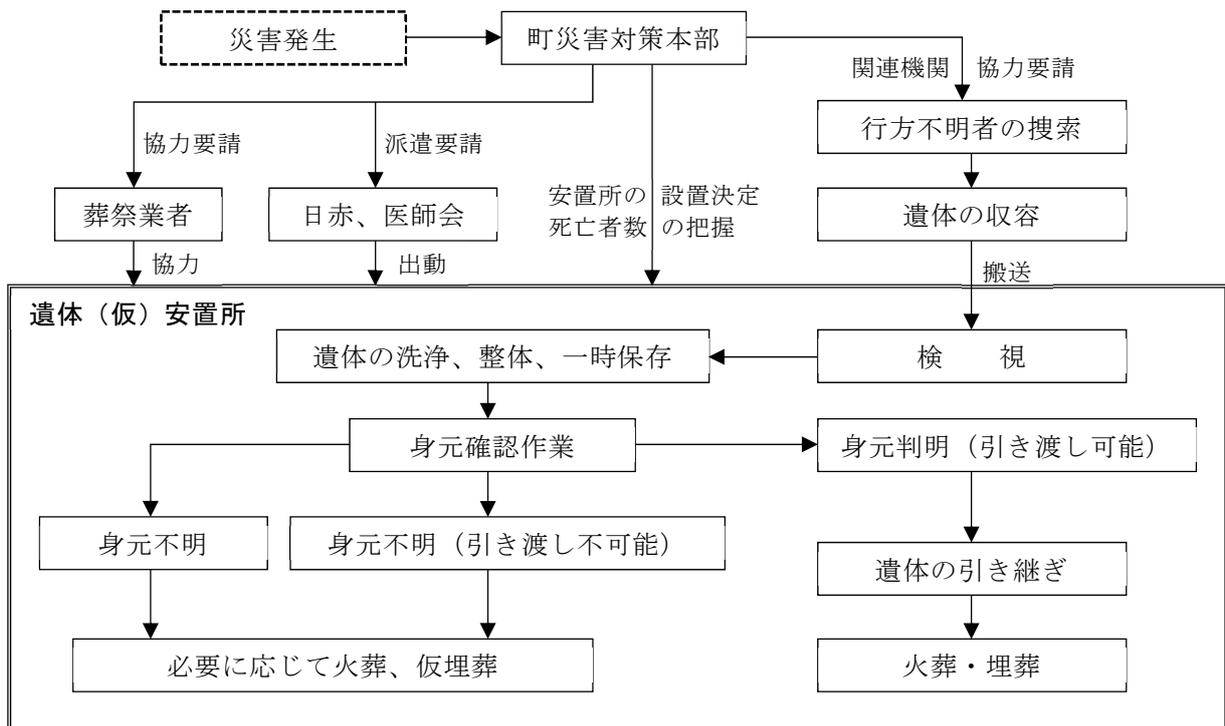 災害発生
町災害対策本部
関連機関 協力要請
協力要請
派遣要請
行方不明者の捜索
葬祭業者
日赤、医師会
安置所の 設置決定
死亡者数 の把握
遺体の収容
協力
出動
搬送
遺体（仮）安置所
遺体の洗浄、整体、一時保存
検 視
身元確認作業
身元判明（引き渡し可能）
身元不明
身元不明（引き渡し不可能）
遺体の引き継ぎ
必要に応じて火葬、仮埋葬
火葬・埋葬